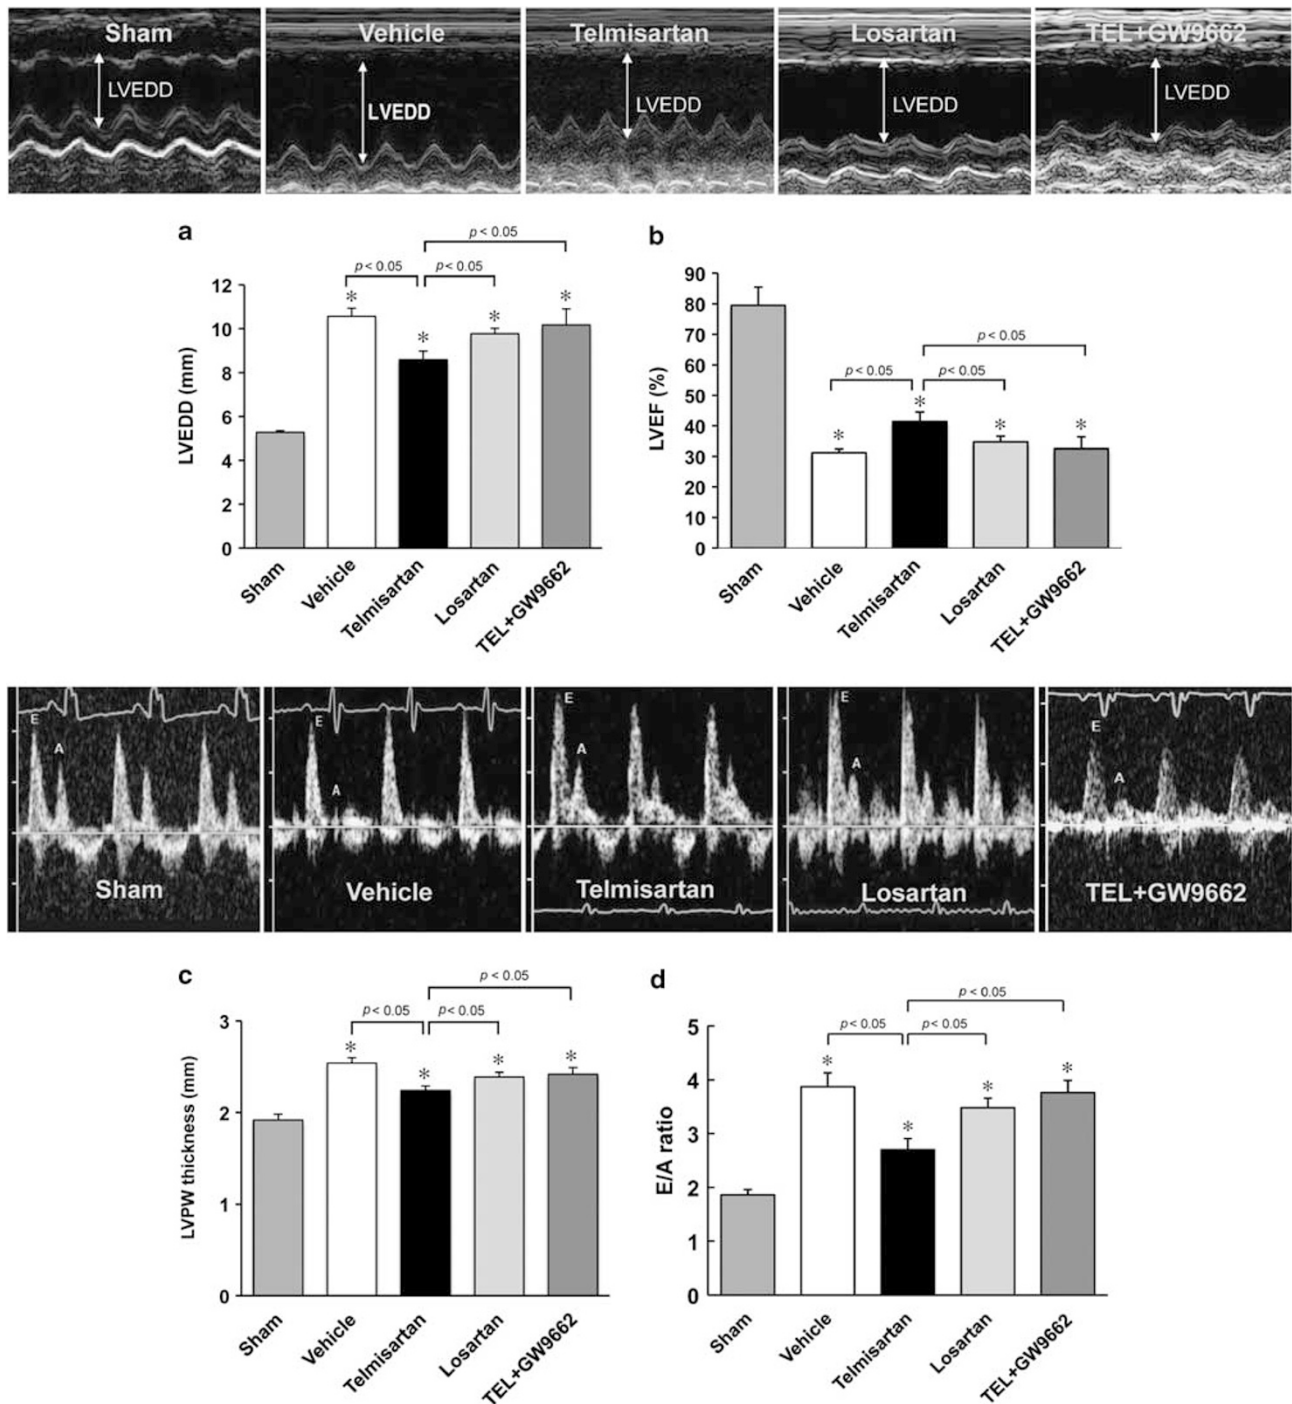 Sham Vehicle Telmisartan Losartan TEL+GW9662
LVEDD LVEDD LVEDD LVEDD LVEDD
a
p < 0.05
p < 0.05 p < 0.05
* * * *
12
10
8
6
4
2
0
LVEDD (mm)
Sham Vehicle Telmisartan Losartan TEL+GW9662
b
p < 0.05
p < 0.05 p < 0.05
* * * *
90
80
70
60
50
40
30
20
10
0
LVEF (%)
Sham Vehicle Telmisartan Losartan TEL+GW9662
E A E A E A E A E A
Sham Vehicle Telmisartan Losartan TEL+GW9662
c
p < 0.05
p < 0.05 p < 0.05
* * * *
3
2
1
0
LVPW thickness (mm)
Sham Vehicle Telmisartan Losartan TEL+GW9662
d
p < 0.05
p < 0.05 p < 0.05
* * * *
5
4
3
2
1
0
E/A ratio
Sham Vehicle Telmisartan Losartan TEL+GW9662